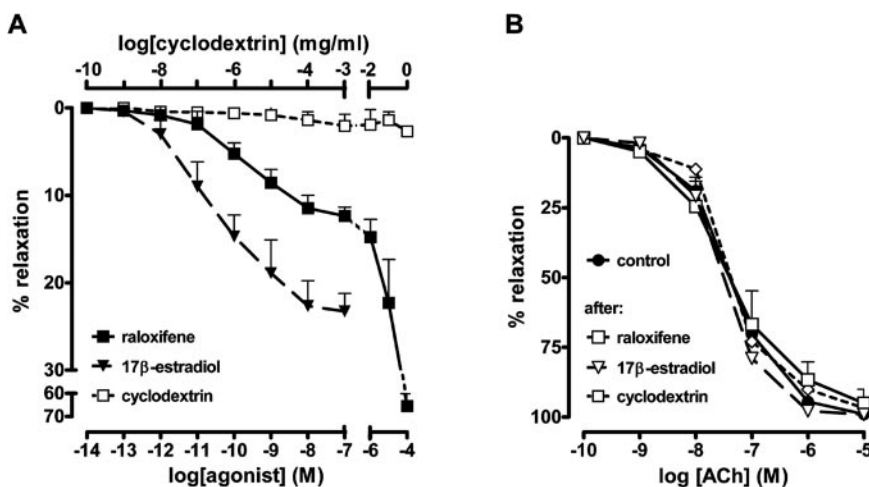 A
log[cyclodextrin] (mg/ml)
-10 -8 -6 -4 -3 -2 0
0
10
20
30
60
70
% relaxation
raloxifene
17β-estradiol
cyclodextrin
-14 -13 -12 -11 -10 -9 -8 -7 -6 -4
log[agonist] (M)
B
0
25
50
75
100
% relaxation
control
after:
raloxifene
17β-estradiol
cyclodextrin
-10 -9 -8 -7 -6 -5
log [ACh] (M)